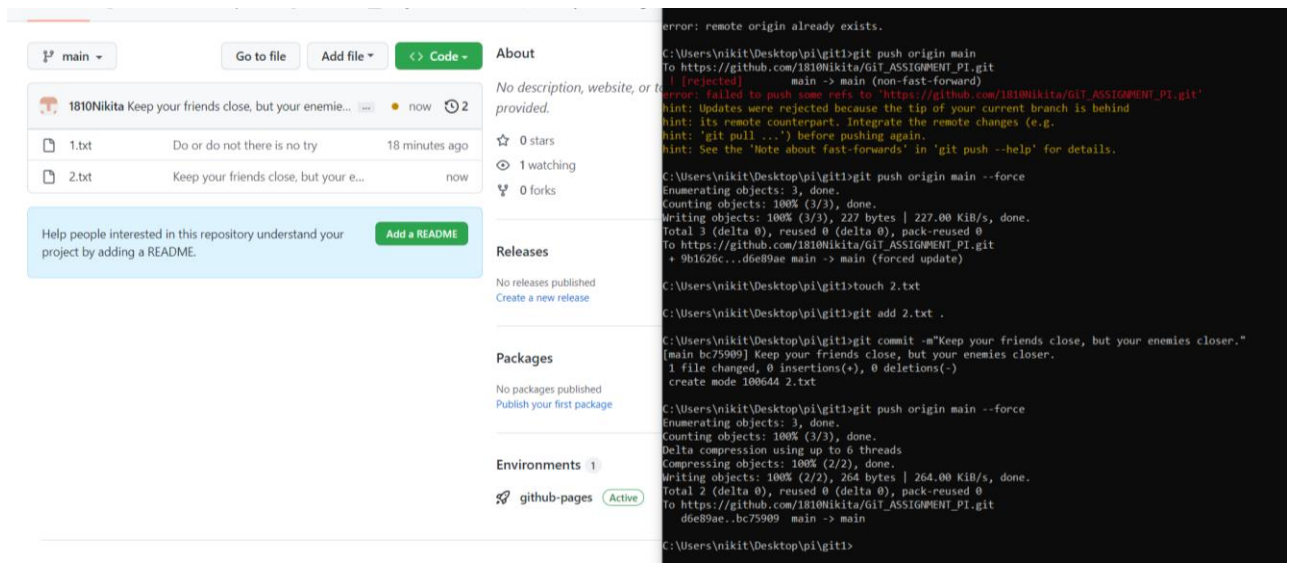 main
Go to file
Add file
<> Code
1810Nikita Keep your friends close, but your enemie... ... now 2
1.txt Do or do not there is no try 18 minutes ago
2.txt Keep your friends close, but your e... now
Help people interested in this repository understand your
project by adding a README.
Add a README
About
No description, website, or
provided.
0 stars
1 watching
0 forks
Releases
No releases published
Create a new release
Packages
No packages published
Publish your first package
Environments 1
github-pages Active
error: remote origin already exists.
C:\Users\nikit\Desktop\pi\git1>git push origin main
To https://github.com/1810Nikita/GiT_ASSIGNMENT_PI.git
! [rejected] main -> main (non-fast-forward)
error: failed to push some refs to 'https://github.com/1810Nikita/GiT_ASSIGNMENT_PI.git'
hint: Updates were rejected because the tip of your current branch is behind
hint: its remote counterpart. Integrate the remote changes (e.g.
hint: 'git pull ...') before pushing again.
hint: See the 'Note about fast-forwards' in 'git push --help' for details.
C:\Users\nikit\Desktop\pi\git1>git push origin main --force
Enumerating objects: 3, done.
Counting objects: 100% (3/3), done.
Writing objects: 100% (3/3), 227 bytes | 227.00 KiB/s, done.
Total 3 (delta 0), reused 0 (delta 0), pack-reused 0
To https://github.com/1810Nikita/GiT_ASSIGNMENT_PI.git
+ 9b1626c...d6e89ae main -> main (forced update)
C:\Users\nikit\Desktop\pi\git1>touch 2.txt
C:\Users\nikit\Desktop\pi\git1>git add 2.txt .
C:\Users\nikit\Desktop\pi\git1>git commit -m"Keep your friends close, but your enemies closer."
[main bc75909] Keep your friends close, but your enemies closer.
1 file changed, 0 insertions(+), 0 deletions(-)
create mode 100644 2.txt
C:\Users\nikit\Desktop\pi\git1>git push origin main --force
Enumerating objects: 3, done.
Counting objects: 100% (3/3), done.
Delta compression using up to 6 threads
Compressing objects: 100% (2/2), done.
Writing objects: 100% (2/2), 264 bytes | 264.00 KiB/s, done.
Total 2 (delta 0), reused 0 (delta 0), pack-reused 0
To https://github.com/1810Nikita/GiT_ASSIGNMENT_PI.git
d6e89ae..bc75909 main -> main
C:\Users\nikit\Desktop\pi\git1>